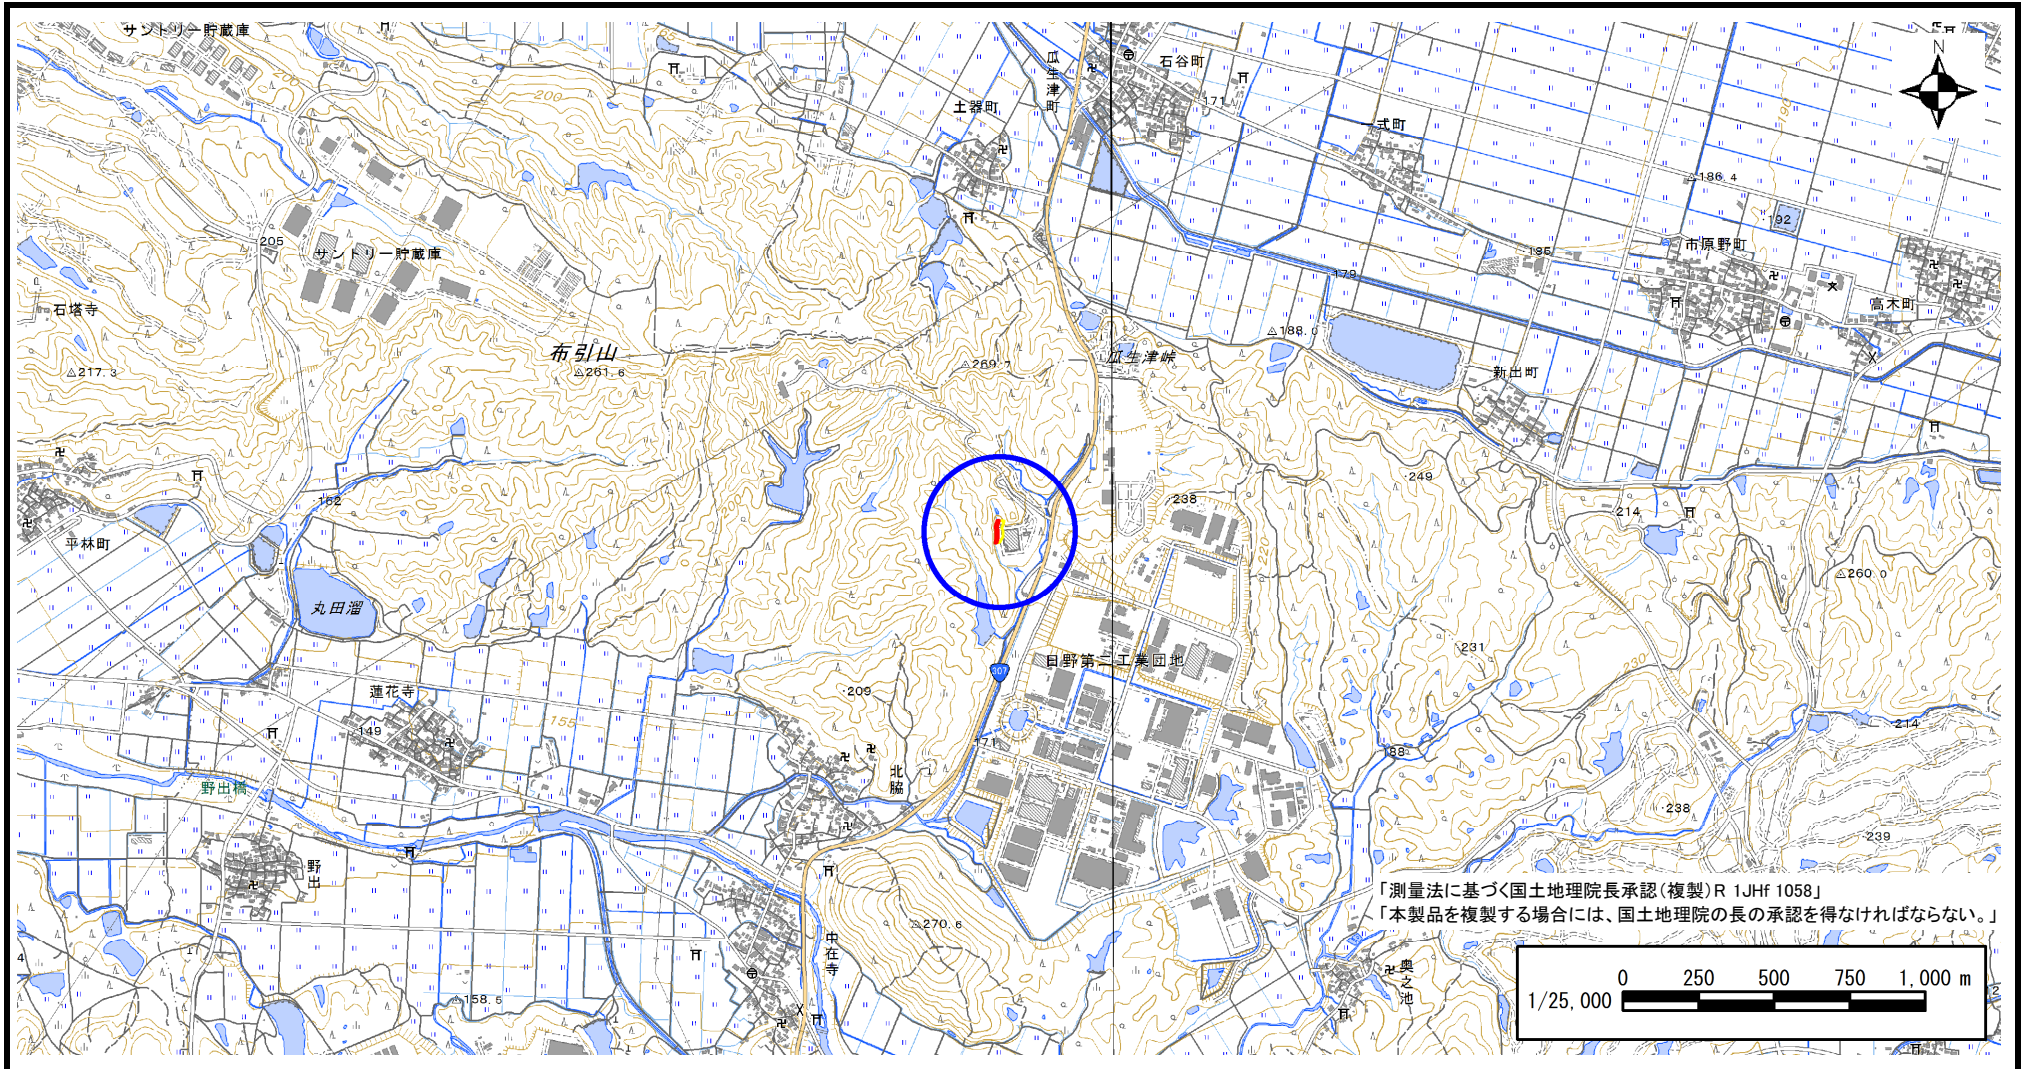 サントリー貯蔵庫
65
200
200
瓜生津町
石谷町
171
土器町
一式町
190
N
186.4
192
205
サントリー貯蔵庫
185
市原野町
179
石塔寺
高木町
188.0
布引山
217.3
261.6
269.7
瓜生津峠
新出町
249
162
238
214
平林町
220
260.0
丸田溜
231
230
307
日野第二工業団地
蓮花寺
209
155
149
171
214
188
北脇
野出橋
238
239
野出
「測量法に基づく国土地理院長承認(複製)R 1JHf 1058」
「本製品を複製する場合には、国土地理院の長の承認を得なければならない。」
270.6
中在寺
奥之池
158.5
0 250 500 750 1,000 m
1/25,000